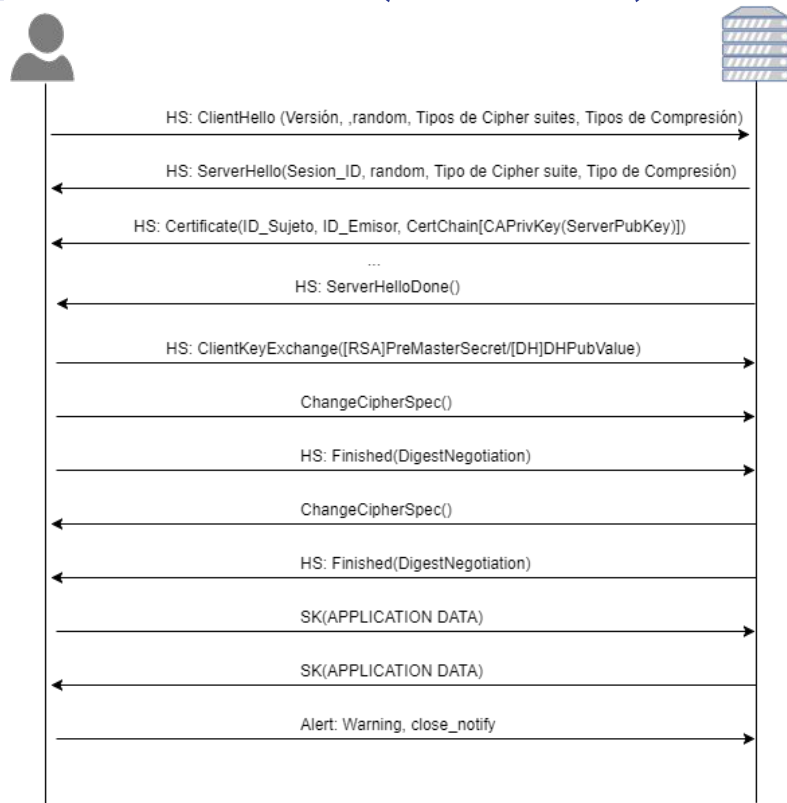 HS: ClientHello (Versión, ,random, Tipos de Cipher suites, Tipos de Compresión)
HS: ServerHello(Sesion_ID, random, Tipo de Cipher suite, Tipo de Compresión)
HS: Certificate(ID_Sujeto, ID_Emisor, CertChain[CAPrivKey(ServerPubKey)])
...
HS: ServerHelloDone()
HS: ClientKeyExchange([RSA]PreMasterSecret/[DH]DHPubValue)
ChangeCipherSpec()
HS: Finished(DigestNegotiation)
ChangeCipherSpec()
HS: Finished(DigestNegotiation)
SK(APPLICATION DATA)
SK(APPLICATION DATA)
Alert: Warning, close_notify